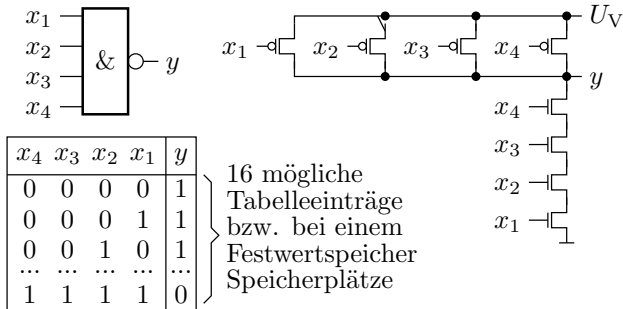 x₁
x₂
x₃
x₄
&
y
x₁ x₂ x₃ x₄
U_V
y
x₄
x₃
x₂
x₁
x₄ x₃ x₂ x₁ y
0 0 0 0 1
0 0 0 1 1
0 0 1 0 1
... ... ... ... ...
1 1 1 1 0
16 mögliche
Tabelleeinträge
bzw. bei einem
Festwertspeicher
Speicherplätze